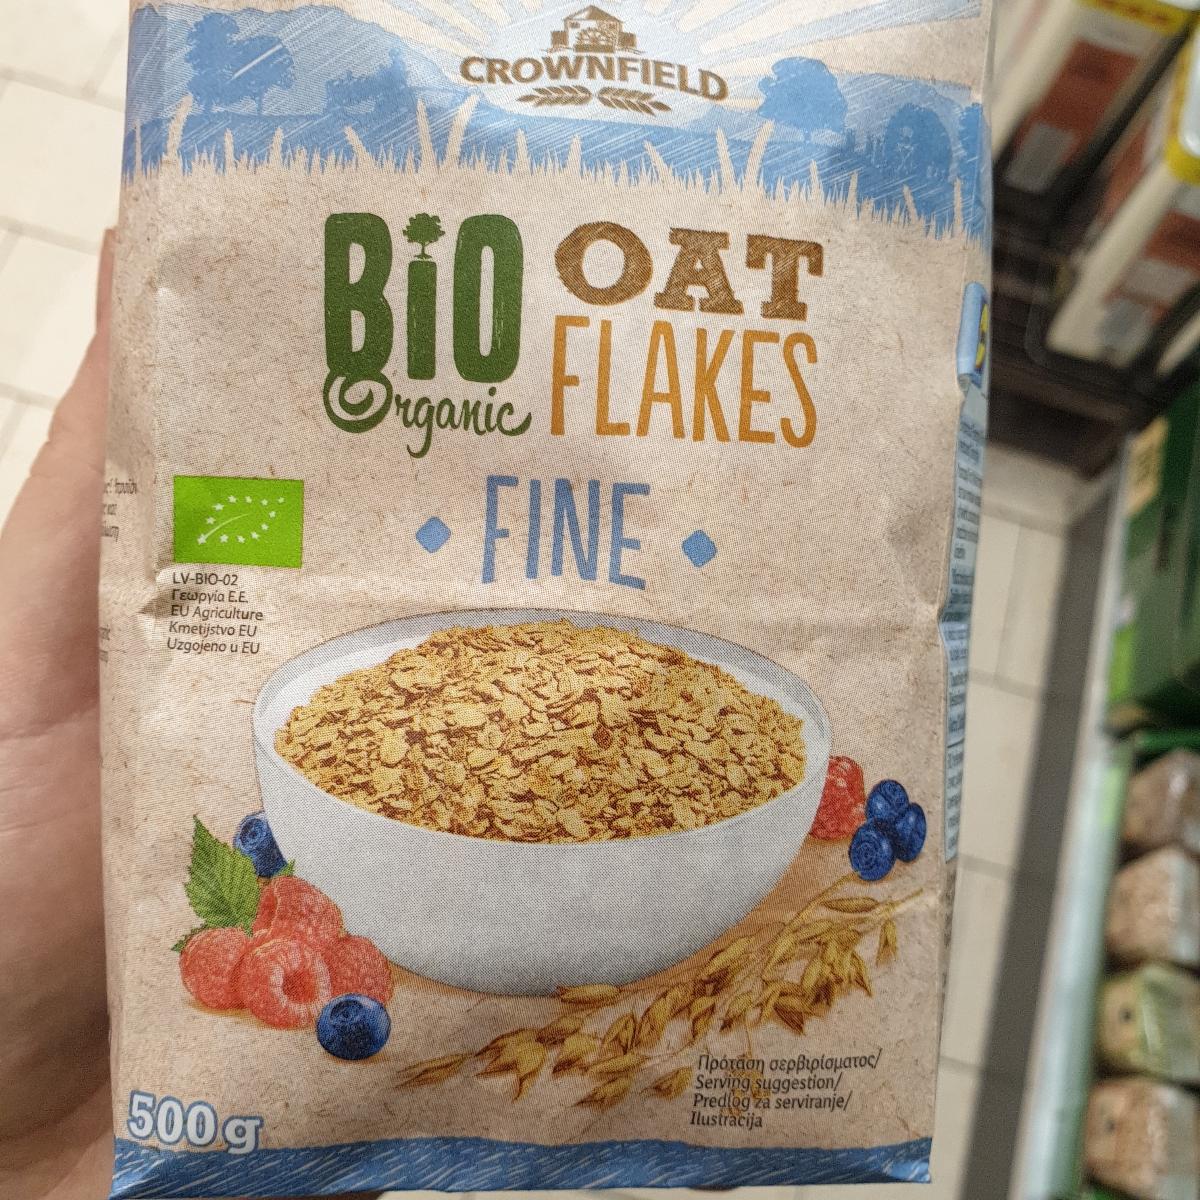 CROWNFIELD
BiO
Organic
OAT
FLAKES
FINE
LV-BIO-02
Γεωργία Ε.Ε.
EU Agriculture
Kmetijstvo EU
Uzgojeno u EU
Πρόταση σερβιρίσματος/
Serving suggestion/
Predlog za serviranje/
Ilustracija
500 g